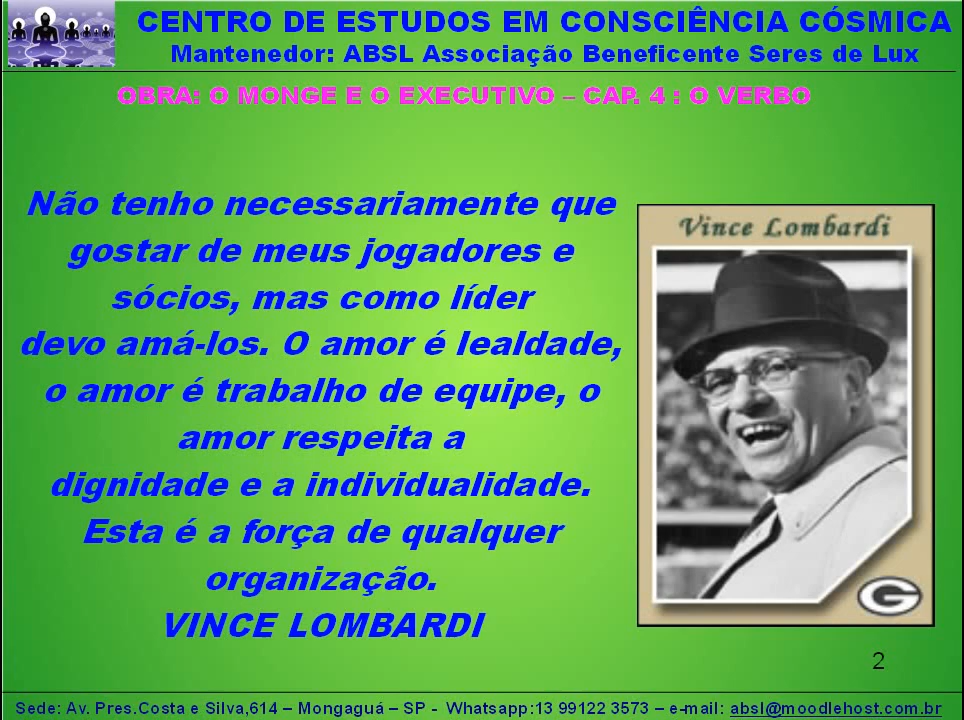 CENTRO DE ESTUDOS EM CONSCIÊNCIA CÓSMICA
Mantenedor: ABSL Associação Beneficente Seres de Lux
OBRA: O MONGE E O EXECUTIVO – CAP. 4 : O VERBO
Não tenho necessariamente que
gostar de meus jogadores e
sócios, mas como líder
devo amá-los. O amor é lealdade,
o amor é trabalho de equipe, o
amor respeita a
dignidade e a individualidade.
Esta é a força de qualquer
organização.
VINCE LOMBARDI
Vince Lombardi
G
2
Sede: Av. Pres.Costa e Silva,614 – Mongaguá – SP - Whatsapp:13 99122 3573 – e-mail: absl@moodlehost.com.br